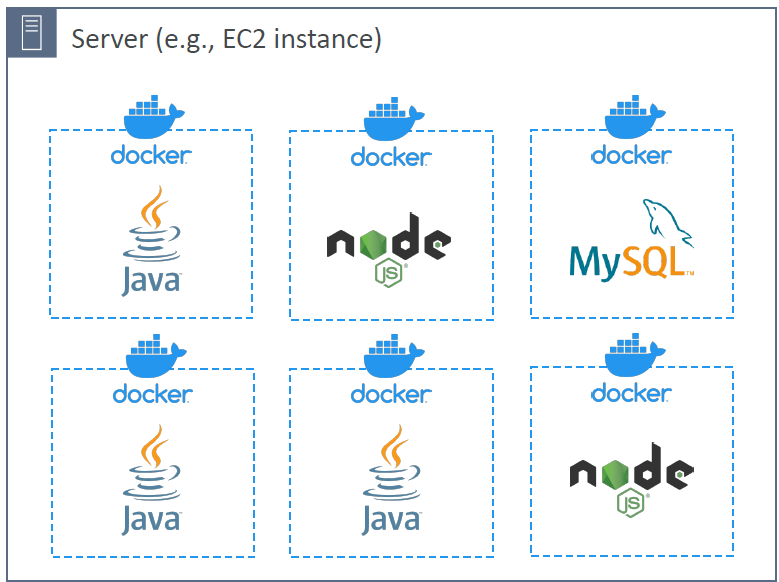 Server (e.g., EC2 instance)
docker
docker
docker
Java
node
JS
MySQL
docker
docker
docker
Java
Java
node
JS